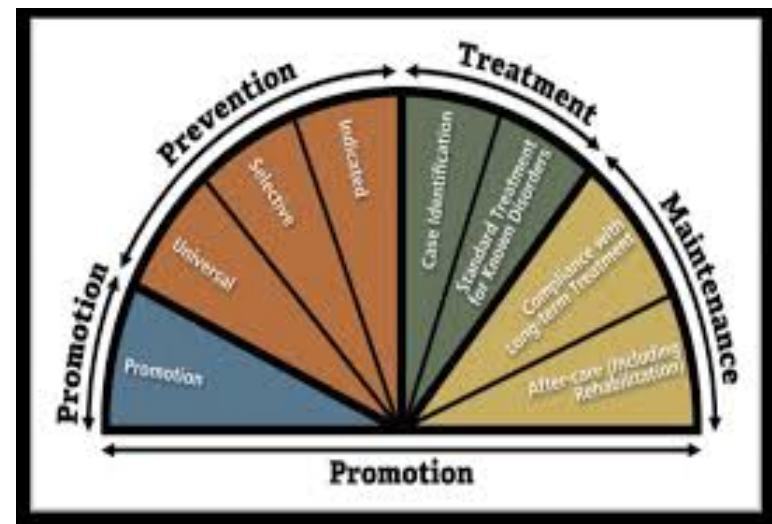 Promotion
Prevention
Treatment
Maintenance
Promotion
Universal
Selective
Indicated
Case Identification
Standard Treatment
for Known Disorders
Compliance with
Long-term Treatment
After-care (Including
Rehabilitation)
Promotion